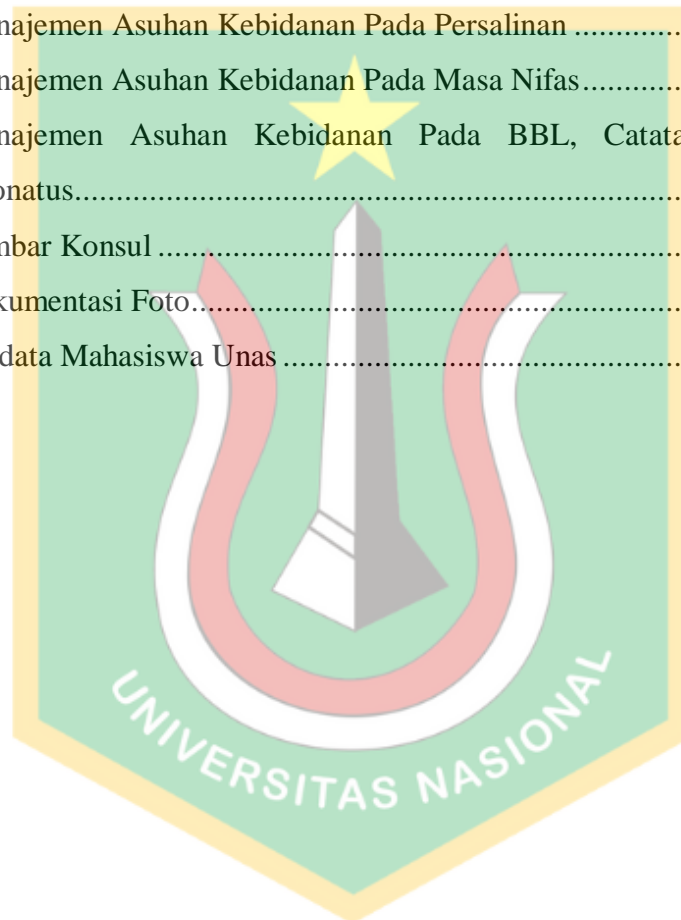 najemen Asuhan Kebidanan Pada Persalinan ..............
najemen Asuhan Kebidanan Pada Masa Nifas.............
najemen Asuhan Kebidanan Pada BBL, Catata
onatus..............................................................................
mbar Konsul ....................................................................
kumentasi Foto...............................................................
data Mahasiswa Unas ....................................................
UNIVERSITAS NASIONAL